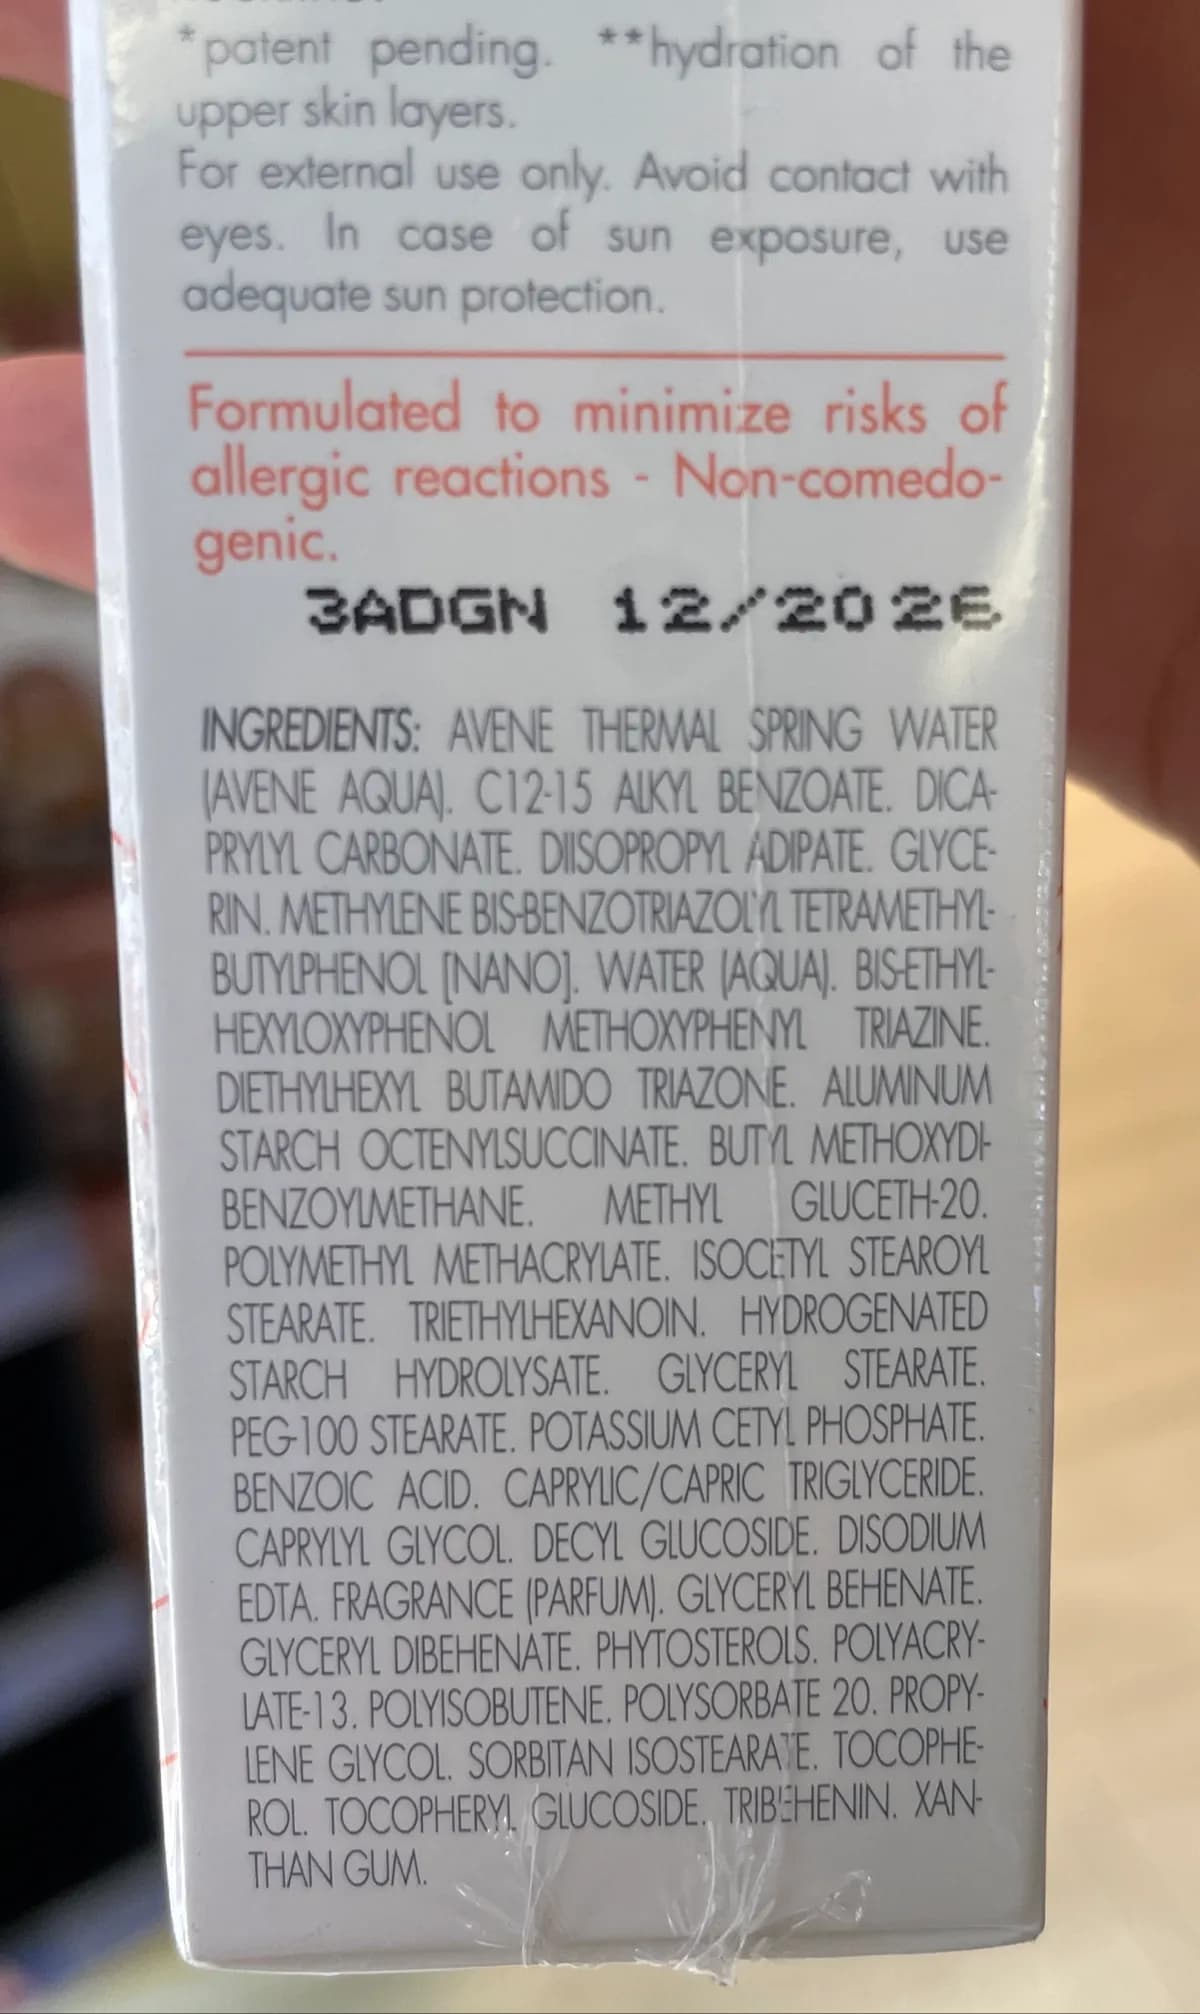 *patent pending. **hydration of the
upper skin layers.
For external use only. Avoid contact with
eyes. In case of sun exposure, use
adequate sun protection.
Formulated to minimize risks of
allergic reactions - Non-comedo-
genic.
3ADGN 12/2026
INGREDIENTS: AVENE THERMAL SPRING WATER
(AVENE AQUA). C12-15 ALKYL BENZOATE. DICA-
PRYLYL CARBONATE. DIISOPROPYL ADIPATE. GLYCE-
RIN. METHYLENE BIS-BENZOTRIAZOLYL TETRAMETHYL-
BUTYLPHENOL [NANO]. WATER (AQUA). BIS-ETHYL-
HEXYLOXYPHENOL METHOXYPHENYL TRIAZINE.
DIETHYLHEXYL BUTAMIDO TRIAZONE. ALUMINUM
STARCH OCTENYLSUCCINATE. BUTYL METHOXYDI-
BENZOYLMETHANE. METHYL GLUCETH-20.
POLYMETHYL METHACRYLATE. ISOCETYL STEAROYL
STEARATE. TRIETHYLHEXANOIN. HYDROGENATED
STARCH HYDROLYSATE. GLYCERYL STEARATE.
PEG-100 STEARATE. POTASSIUM CETYL PHOSPHATE.
BENZOIC ACID. CAPRYLIC/CAPRIC TRIGLYCERIDE.
CAPRYLYL GLYCOL. DECYL GLUCOSIDE. DISODIUM
EDTA. FRAGRANCE (PARFUM). GLYCERYL BEHENATE.
GLYCERYL DIBEHENATE. PHYTOSTEROLS. POLYACRY-
LATE-13. POLYISOBUTENE. POLYSORBATE 20. PROPY-
LENE GLYCOL. SORBITAN ISOSTEARATE. TOCOPHE-
ROL. TOCOPHERYL GLUCOSIDE. TRIBEHENIN. XAN-
THAN GUM.